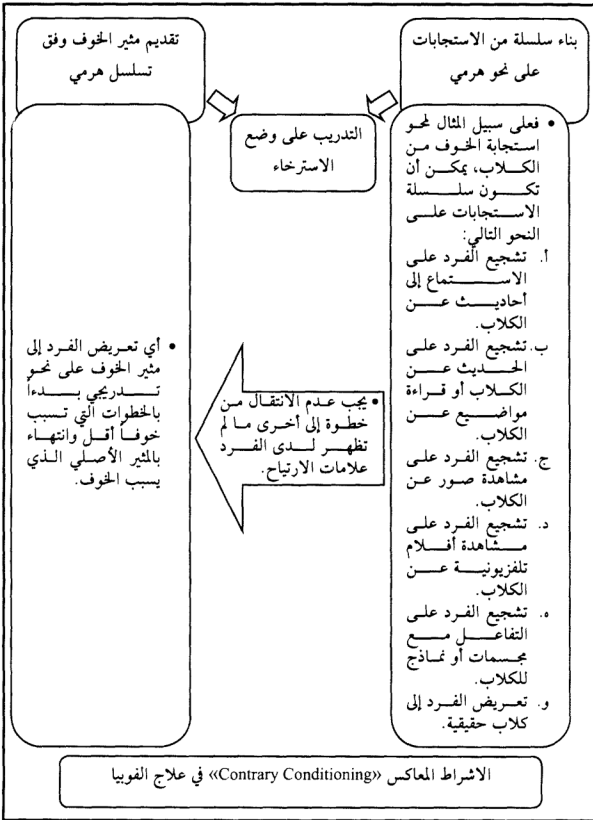 بناء سلسلة من الاستجابات
على نحو هرمي
تقديم مثير الخوف وفق
تسلسل هرمي
التدريب على وضع
الاسترخاء
• فعلى سبيل المثال لمحو
استجابة الخوف من
الكلاب، يمكن أن
تكون سلسلة
الاستجابات على
النحو التالي:
أ. تشجيع الفرد على
الاستماع إلى
أحاديث عن
الكلاب.
ب. تشجيع الفرد على
الحديث عن
الكلاب أو قراءة
مواضيع عن
الكلاب.
ج. تشجيع الفرد على
مشاهدة صور عن
الكلاب.
د. تشجيع الفرد على
مشاهدة أفلام
تلفزيونية عن
الكلاب.
ه. تشجيع الفرد على
التفاعل مع
مجسمات أو نماذج
للكلاب.
و. تعريض الفرد إلى
كلاب حقيقية.
• يجب عدم الانتقال من
خطوة إلى أخرى ما لم
تظهر لدى الفرد
علامات الارتياح.
• أي تعريض الفرد إلى
مثير الخوف على نحو
تدريجي بدءاً
بالخطوات التي تسبب
خوفاً أقل وانتهاء
بالمثير الأصلي الذي
يسبب الخوف.
الاشراط المعاكس «Contrary Conditioning» في علاج الفوبيا